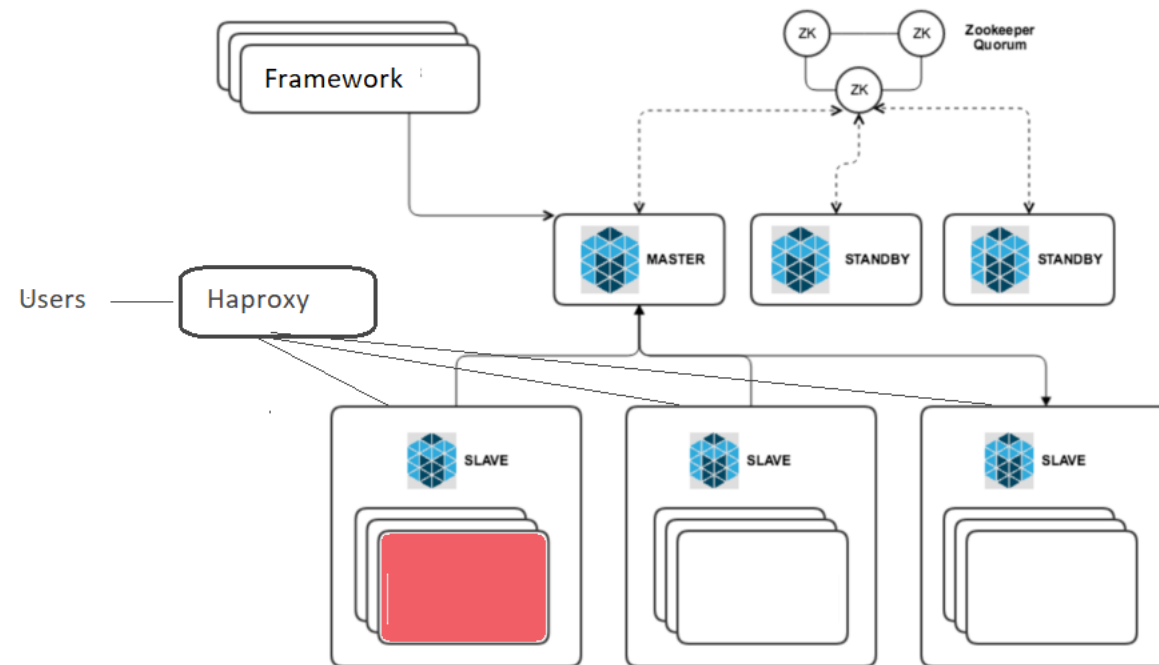 ZK
ZK
Zookeeper
Quorum
Framework
ZK
MASTER
STANDBY
STANDBY
Users
Haproxy
SLAVE
SLAVE
SLAVE